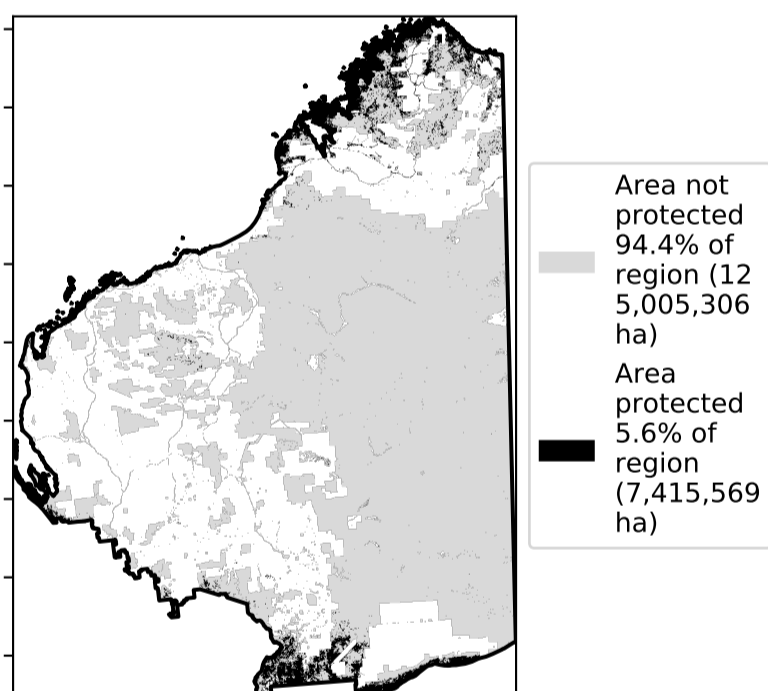 Area not
protected
94.4% of
region (12
5,005,306
ha)
Area
protected
5.6% of
region
(7,415,569
ha)